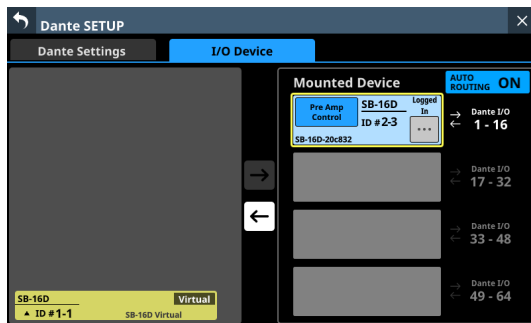 Dante SETUP
Dante Settings
I/O Device
Mounted Device
AUTO ROUTING ON
Pre Amp Control
SB-16D
ID # 2-3
Logged In
...
SB-16D-20c832
Dante I/O
1 - 16
Dante I/O
17 - 32
Dante I/O
33 - 48
Dante I/O
49 - 64
SB-16D
Virtual
ID # 1-1
SB-16D Virtual